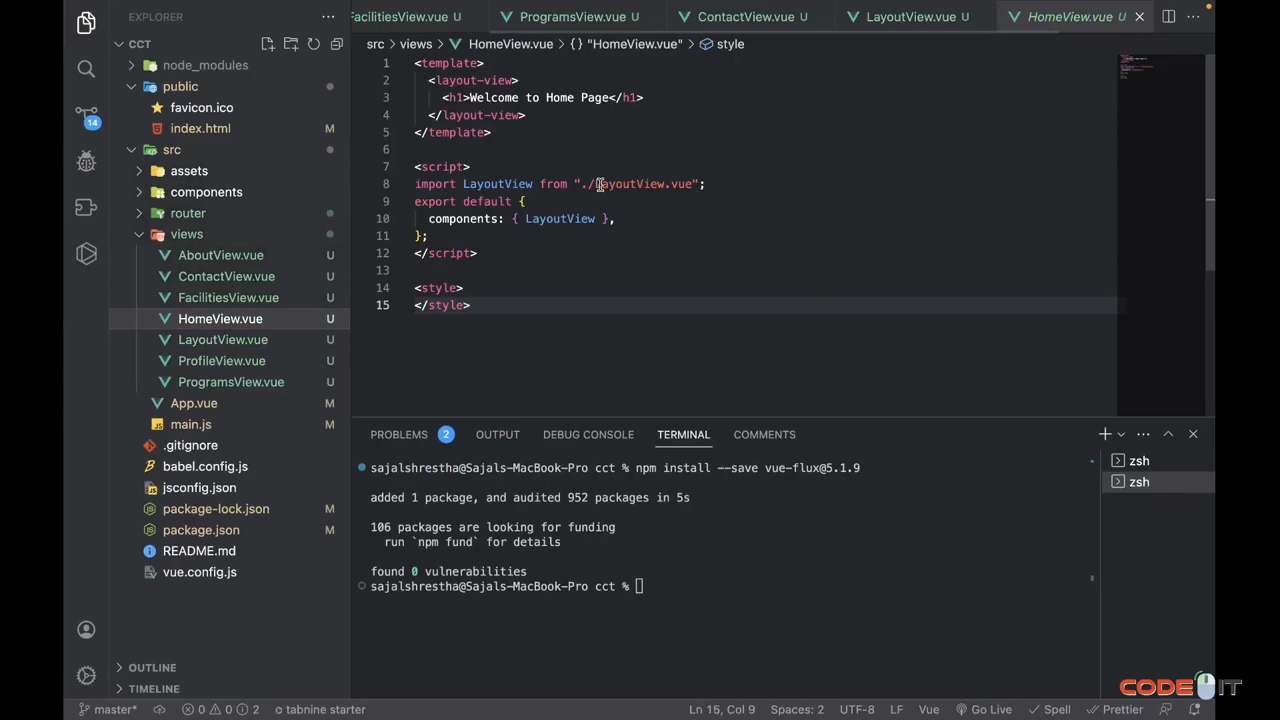 EXPLORER
FacilitiesView.vue U
ProgramsView.vue U
ContactView.vue U
LayoutView.vue U
HomeView.vue U
CCT
node_modules
public
favicon.ico
index.html M
src
assets
components
router
views
AboutView.vue U
ContactView.vue U
FacilitiesView.vue U
HomeView.vue U
LayoutView.vue U
ProfileView.vue U
ProgramsView.vue U
App.vue M
main.js M
.gitignore
babel.config.js
jsconfig.json
package-lock.json M
package.json M
README.md
vue.config.js
OUTLINE
TIMELINE
14
src > views > HomeView.vue > {} "HomeView.vue" > style
1 <template>
2 <layout-view>
3 <h1>Welcome to Home Page</h1>
4 </layout-view>
5 </template>
6
7 <script>
8 import LayoutView from "./LayoutView.vue";
9 export default {
10 components: { LayoutView },
11 };
12 </script>
13
14 <style>
15 </style>
PROBLEMS 2 OUTPUT DEBUG CONSOLE TERMINAL COMMENTS
sajalshrestha@Sajals-MacBook-Pro cct % npm install --save vue-flux@5.1.9
added 1 package, and audited 952 packages in 5s
106 packages are looking for funding
run `npm fund` for details
found 0 vulnerabilities
sajalshrestha@Sajals-MacBook-Pro cct %
zsh
zsh
CODE IT
master* 0 0 2 tabnine starter Ln 15, Col 9 Spaces: 2 UTF-8 LF Vue Go Live Spell Prettier